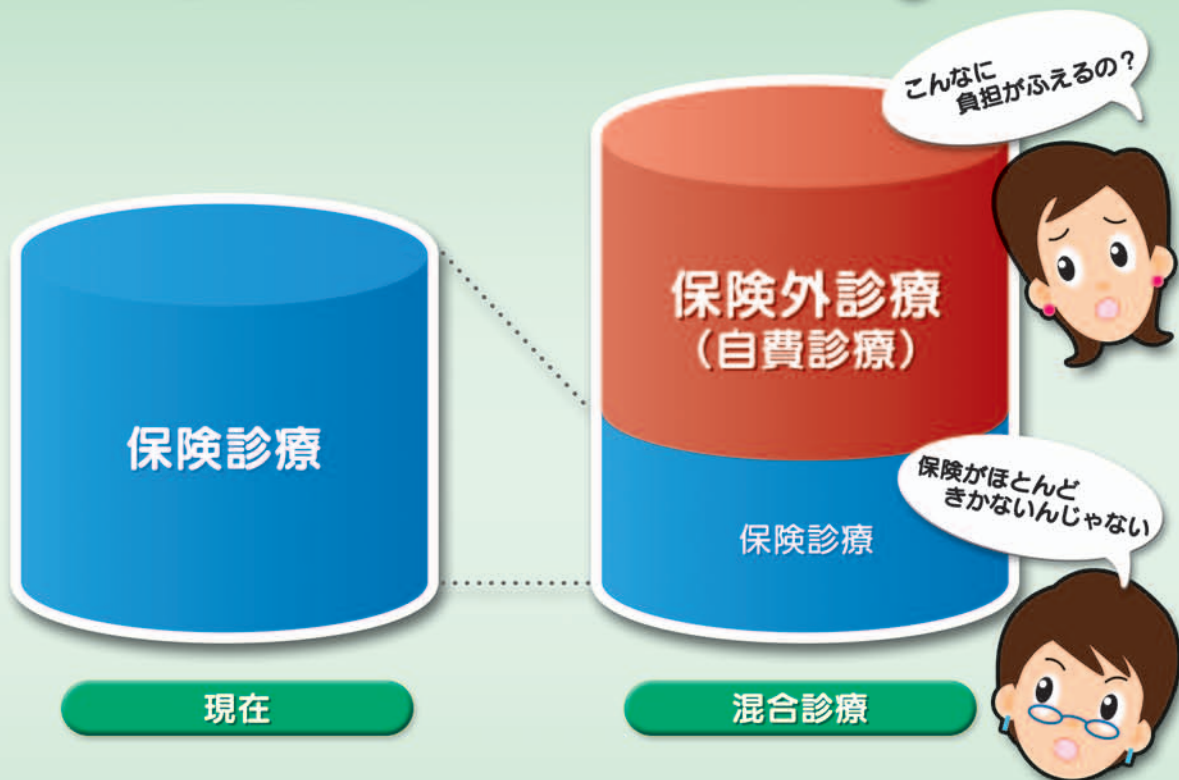 こんなに
負担がふえるの？
保険外診療
（自費診療）
保険診療
保険がほとんど
きかないんじゃない
保険診療
現在
混合診療